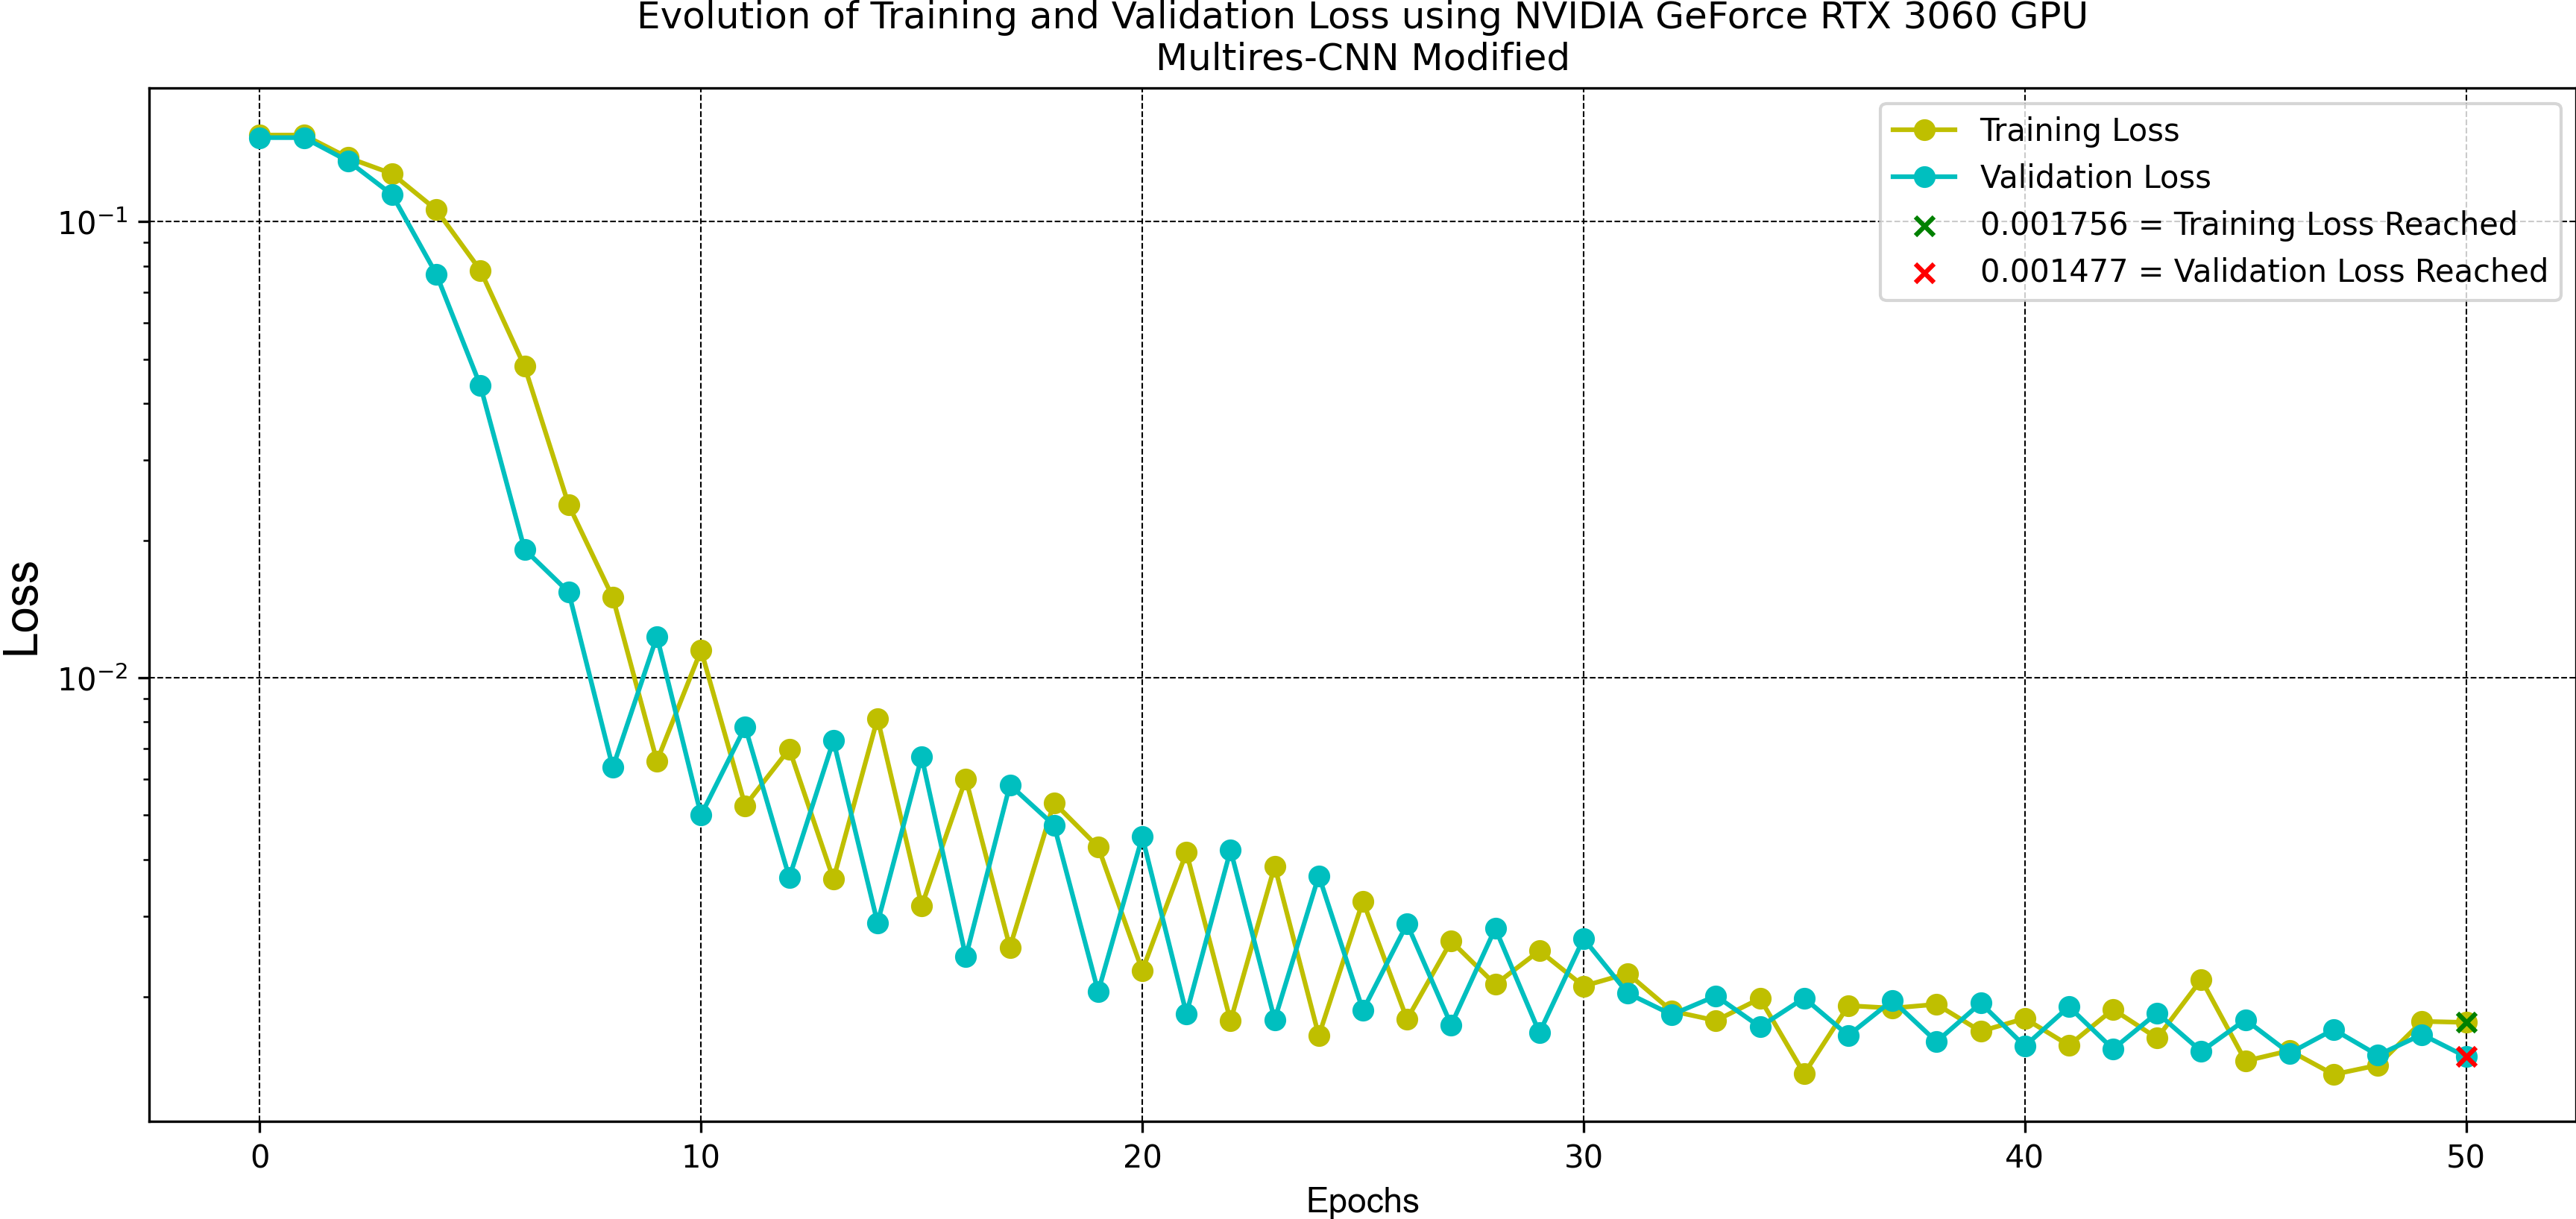 Evolution of Training and Validation Loss using NVIDIA GeForce RTX 3060 GPU
Multires-CNN Modified
Training Loss
Validation Loss
0.001756 = Training Loss Reached
0.001477 = Validation Loss Reached
10⁻¹
10⁻²
Loss
0 10 20 30 40 50
Epochs